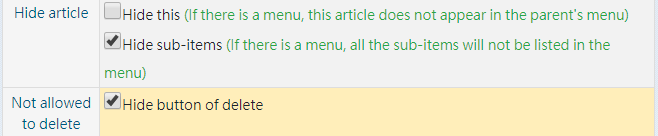 Hide article
Hide this (If there is a menu, this article does not appear in the parent's menu)
Hide sub-items (If there is a menu, all the sub-items will not be listed in the
menu)
Not allowed
to delete
Hide button of delete